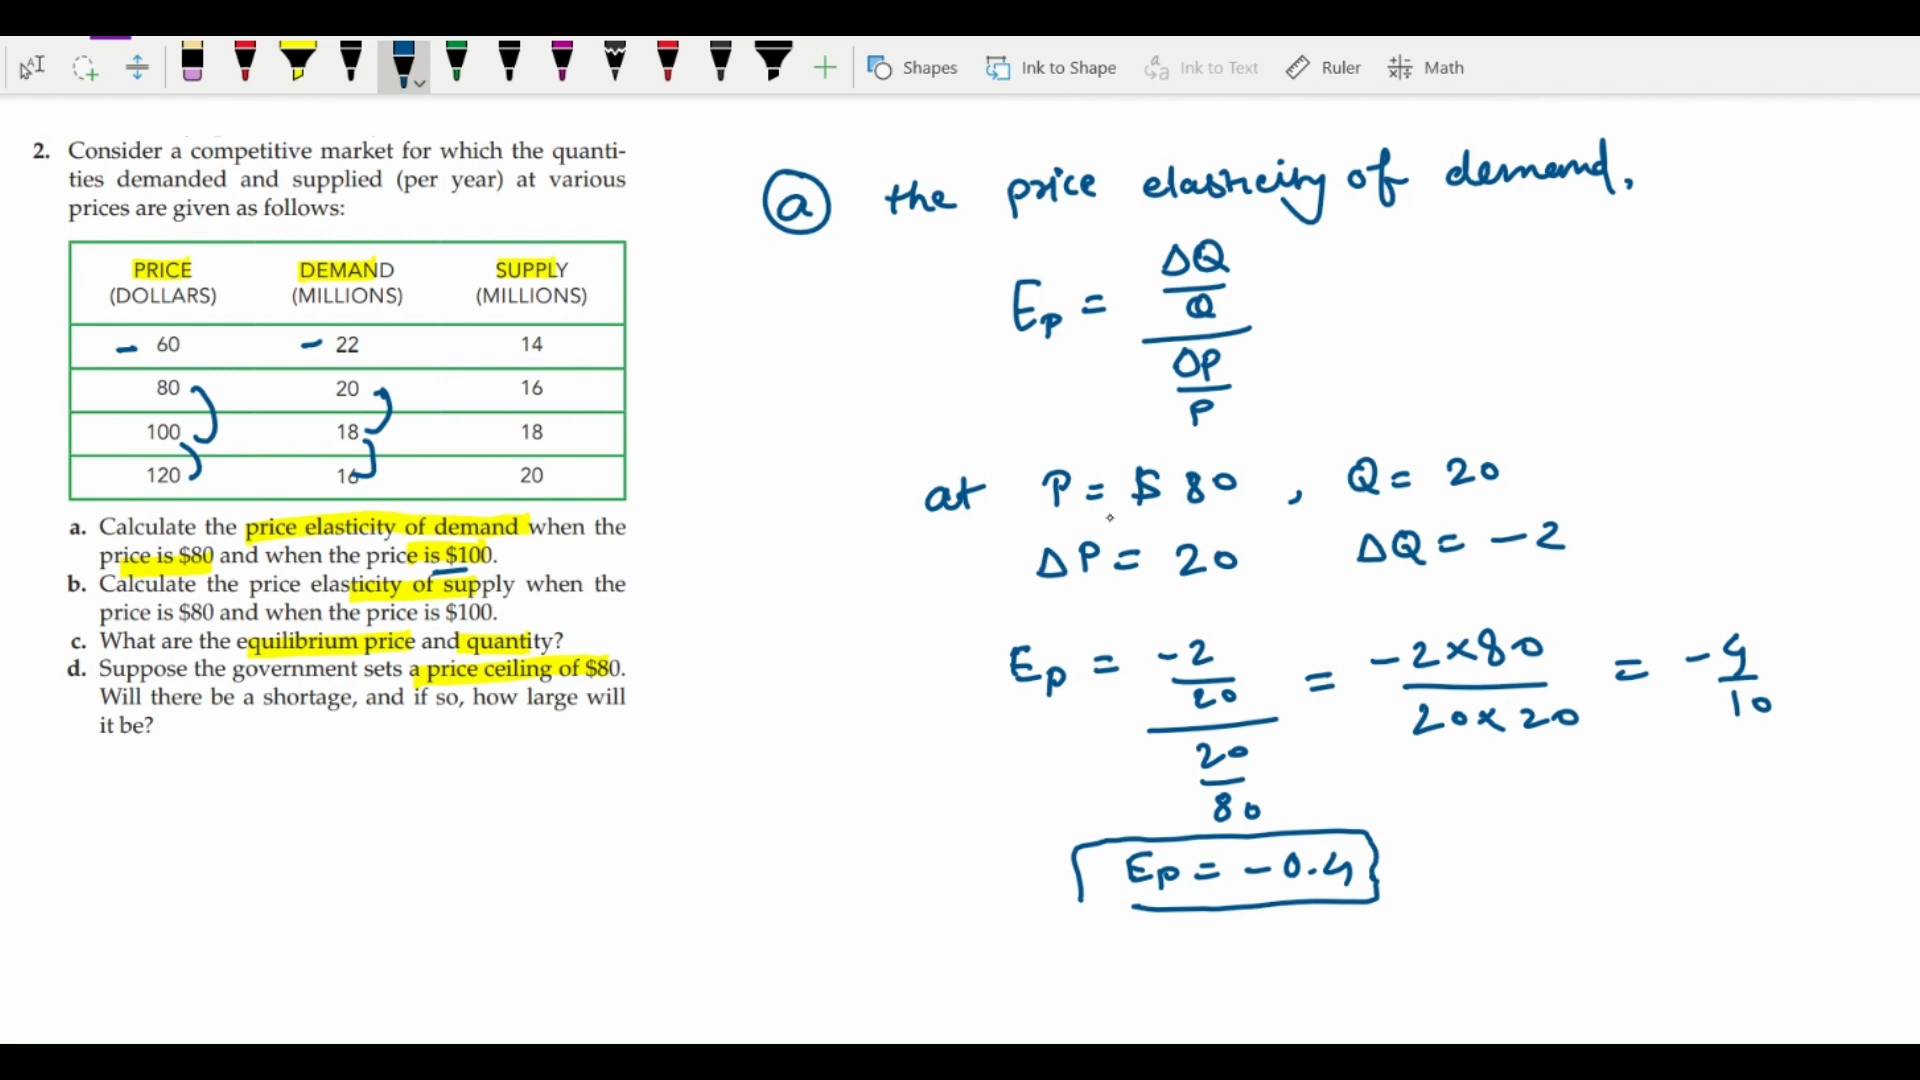 Shapes Ink to Shape Ink to Text Ruler Math
2. Consider a competitive market for which the quanti-
ties demanded and supplied (per year) at various
prices are given as follows:
PRICE DEMAND SUPPLY
(DOLLARS) (MILLIONS) (MILLIONS)
60 22 14
80 20 16
100 18 18
120 16 20
a. Calculate the price elasticity of demand when the
price is $80 and when the price is $100.
b. Calculate the price elasticity of supply when the
price is $80 and when the price is $100.
c. What are the equilibrium price and quantity?
d. Suppose the government sets a price ceiling of $80.
Will there be a shortage, and if so, how large will
it be?
a the price elasticity of demand.
ΔQ
Q
Ep =
ΔP
P
at P = $ 80 , Q = 20
ΔP = 20 ΔQ = -2
Ep = -2 = -2×80 = -4
20 20×20 10
20
80
Ep = -0.4